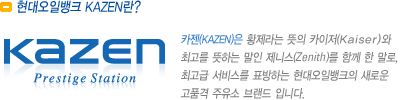 현대오일뱅크 KAZEN란?
KAZEN
Prestige Station
카젠(KAZEN)은 황제라는 뜻의 카이저(Kaiser)와
최고를 뜻하는 말인 제니스(Zenith)를 함께 한 말로,
최고급 서비스를 표방하는 현대오일뱅크의 새로운
고품격 주유소 브랜드 입니다.